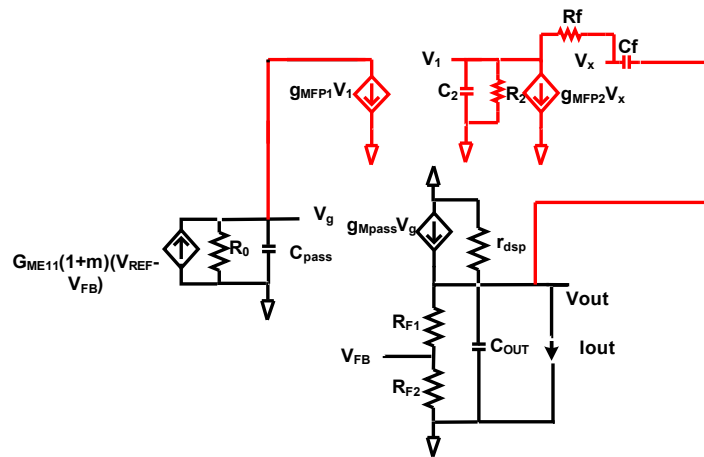 Rf
Cf
V1
Vx
gMFP1V1
C2
R2
gMFP2Vx
Vg
gMpassVg
R0
Cpass
rdsp
GME11(1+m)(VREF-
VFB)
Vout
RF1
COUT
Iout
VFB
RF2